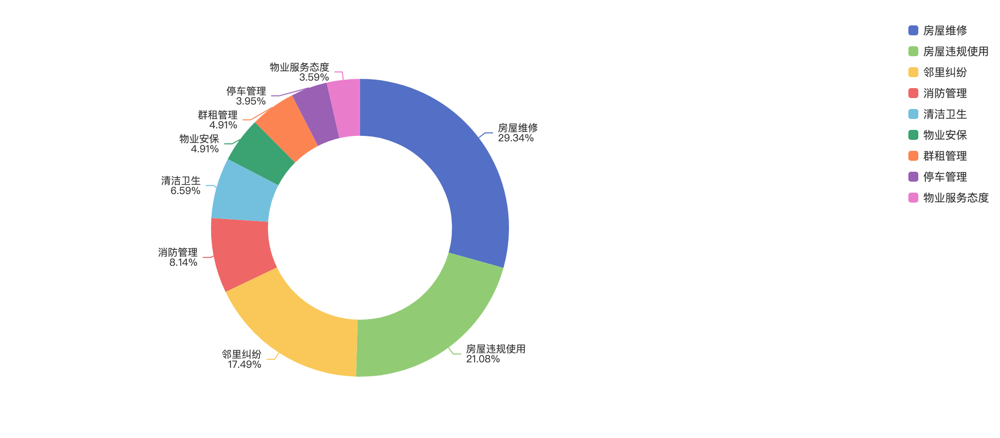 物业服务态度
3.59%
停车管理
3.95%
群租管理
4.91%
物业安保
4.91%
清洁卫生
6.59%
消防管理
8.14%
邻里纠纷
17.49%
房屋维修
29.34%
房屋违规使用
21.08%
房屋维修
房屋违规使用
邻里纠纷
消防管理
清洁卫生
物业安保
群租管理
停车管理
物业服务态度